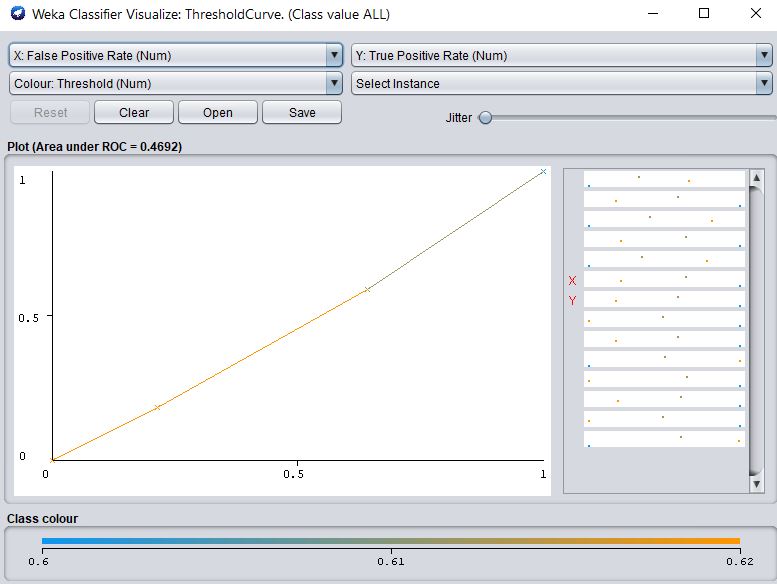 Weka Classifier Visualize: ThresholdCurve. (Class value ALL)
X: False Positive Rate (Num)
Y: True Positive Rate (Num)
Colour: Threshold (Num)
Select Instance
Reset
Clear
Open
Save
Jitter
Plot (Area under ROC = 0.4692)
1
0.5
0
0
0.5
1
X
Y
Class colour
0.6
0.61
0.62